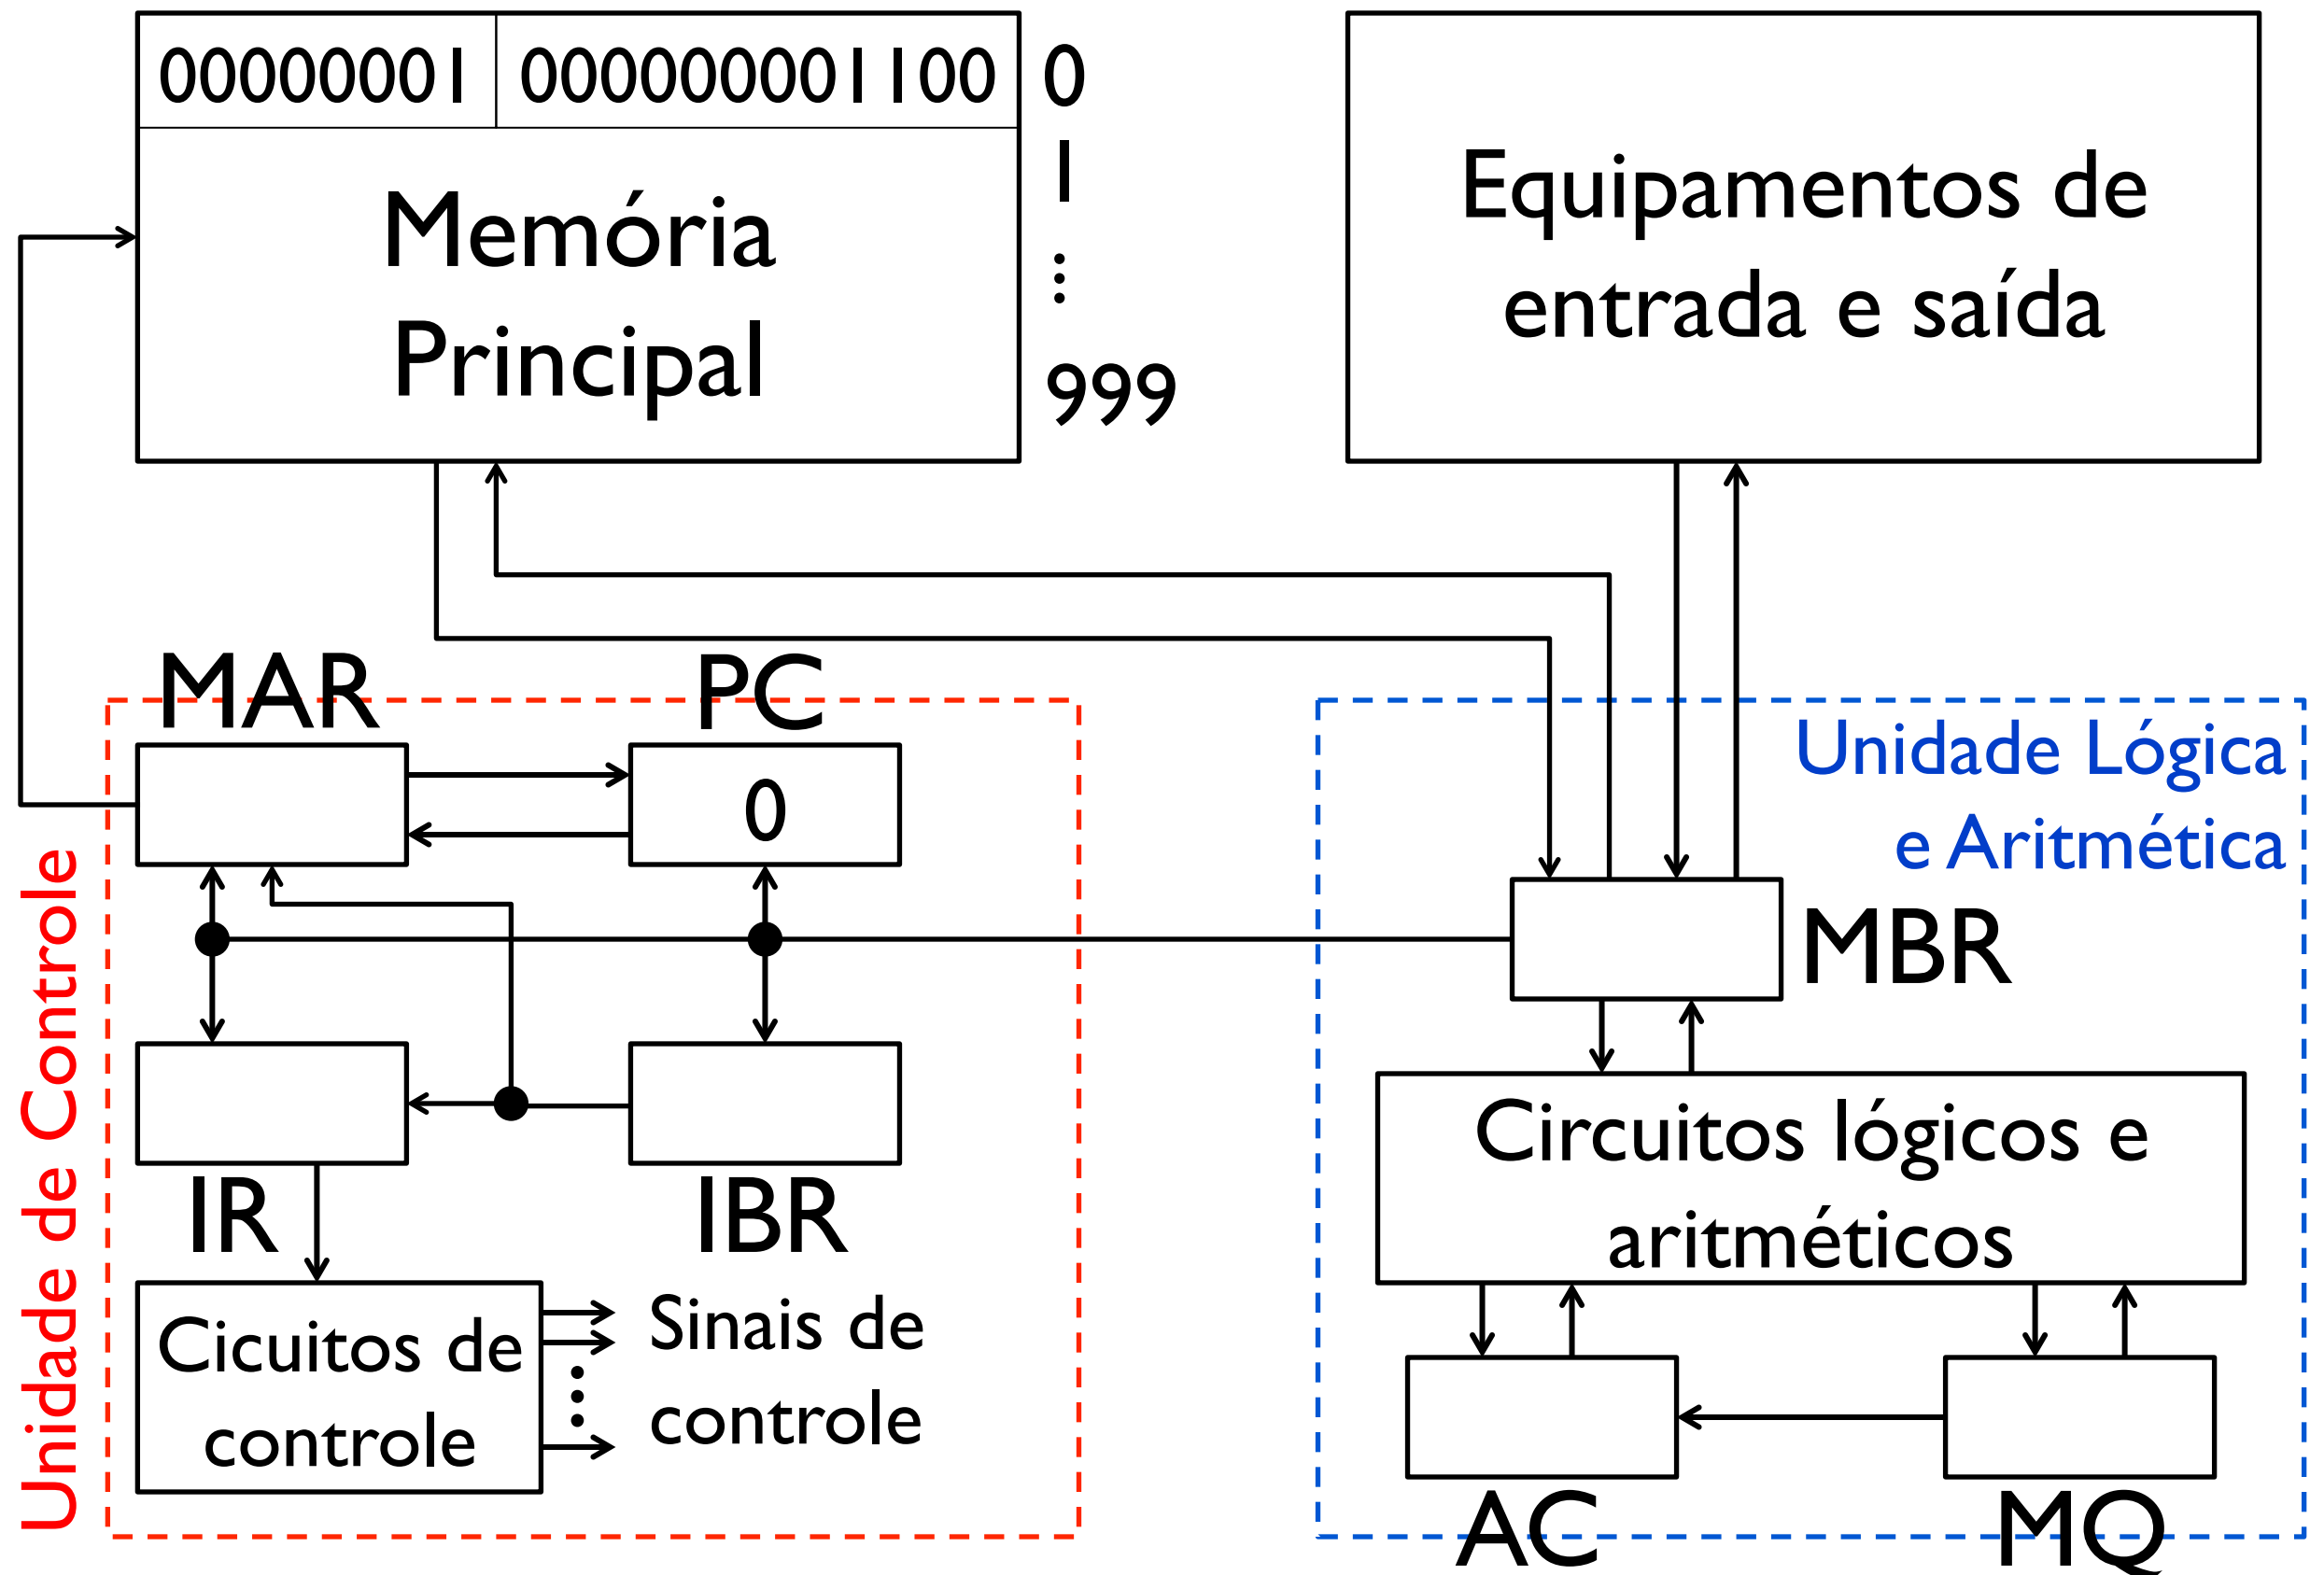 00000001 000000001100 0
1
Memória
Principal
⋮
999
Equipamentos de
entrada e saída
MAR
PC
0
Unidade de Controle
IR
IBR
Cicuitos de
controle
Sinais de
controle
⋮
Unidade Lógica
e Aritmética
MBR
Circuitos lógicos e
aritméticos
AC
MQ